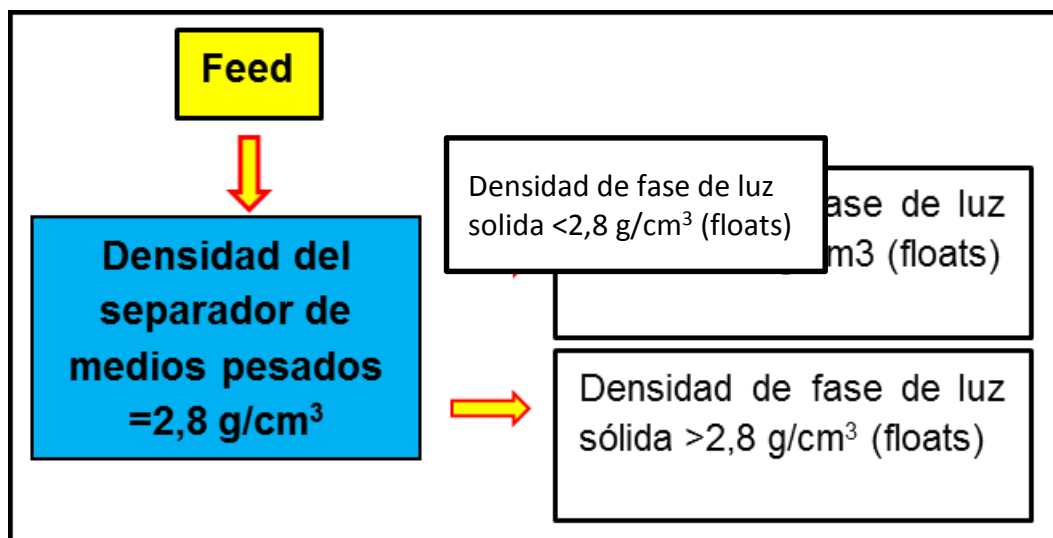 Feed
Densidad de fase de luz
solida <2,8 g/cm³ (floats)
ase de luz
m3 (floats)
Densidad del
separador de
medios pesados
=2,8 g/cm³
Densidad de fase de luz
sólida >2,8 g/cm³ (floats)